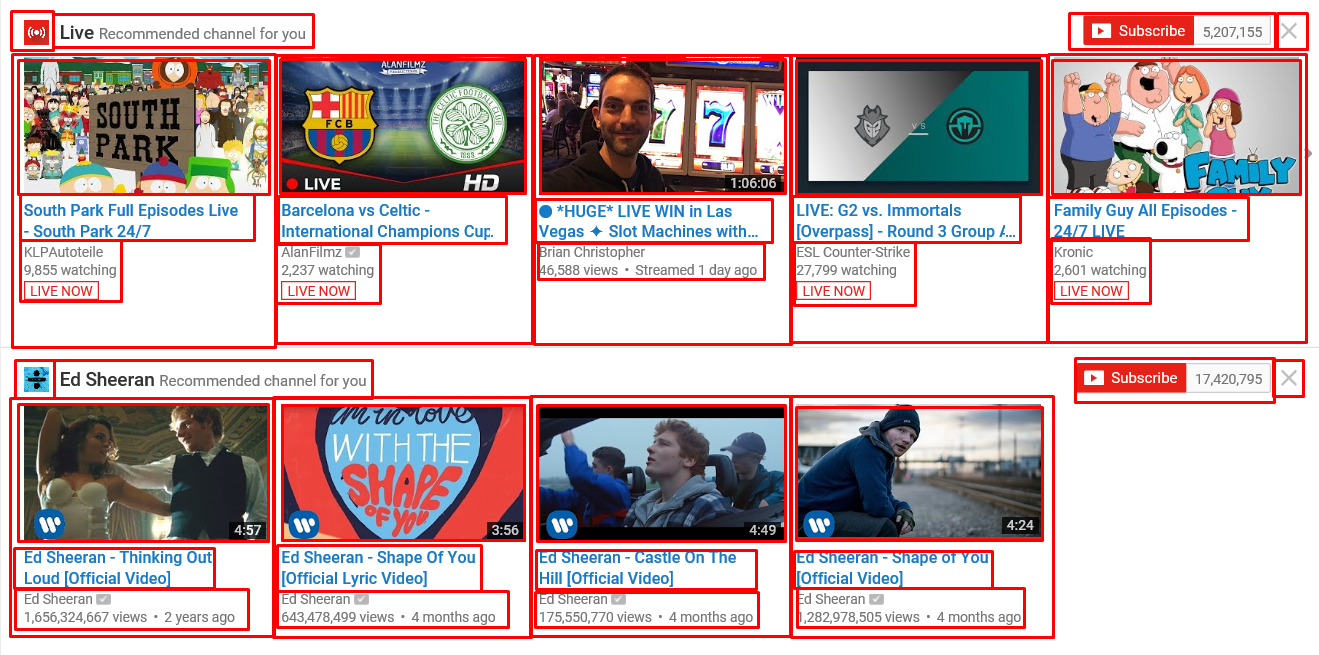 Live Recommended channel for you
Subscribe 5,207,155
SOUTH
PARK
ALANFILMZ
FCB
THE CELTIC FOOTBALL CLUB
1888
LIVE HD
7 7
1:06:06
VS
FAMILY
GUY
South Park Full Episodes Live
- South Park 24/7
KLPAutoteile
9,855 watching
LIVE NOW
Barcelona vs Celtic -
International Champions Cup.
AlanFilmz
2,237 watching
LIVE NOW
*HUGE* LIVE WIN in Las
Vegas ✦ Slot Machines with...
Brian Christopher
46,588 views • Streamed 1 day ago
LIVE: G2 vs. Immortals
[Overpass] - Round 3 Group A...
ESL Counter-Strike
27,799 watching
LIVE NOW
Family Guy All Episodes -
24/7 LIVE
Kronic
2,601 watching
LIVE NOW
Ed Sheeran Recommended channel for you
Subscribe 17,420,795
4:57
I'm in love
WITH THE
SHAPE
OF YOU
3:56
4:49
4:24
Ed Sheeran - Thinking Out
Loud [Official Video]
Ed Sheeran
1,656,324,667 views • 2 years ago
Ed Sheeran - Shape Of You
[Official Lyric Video]
Ed Sheeran
643,478,499 views • 4 months ago
Ed Sheeran - Castle On The
Hill [Official Video]
Ed Sheeran
175,550,770 views • 4 months ago
Ed Sheeran - Shape of You
[Official Video]
Ed Sheeran
1,282,978,505 views • 4 months ago